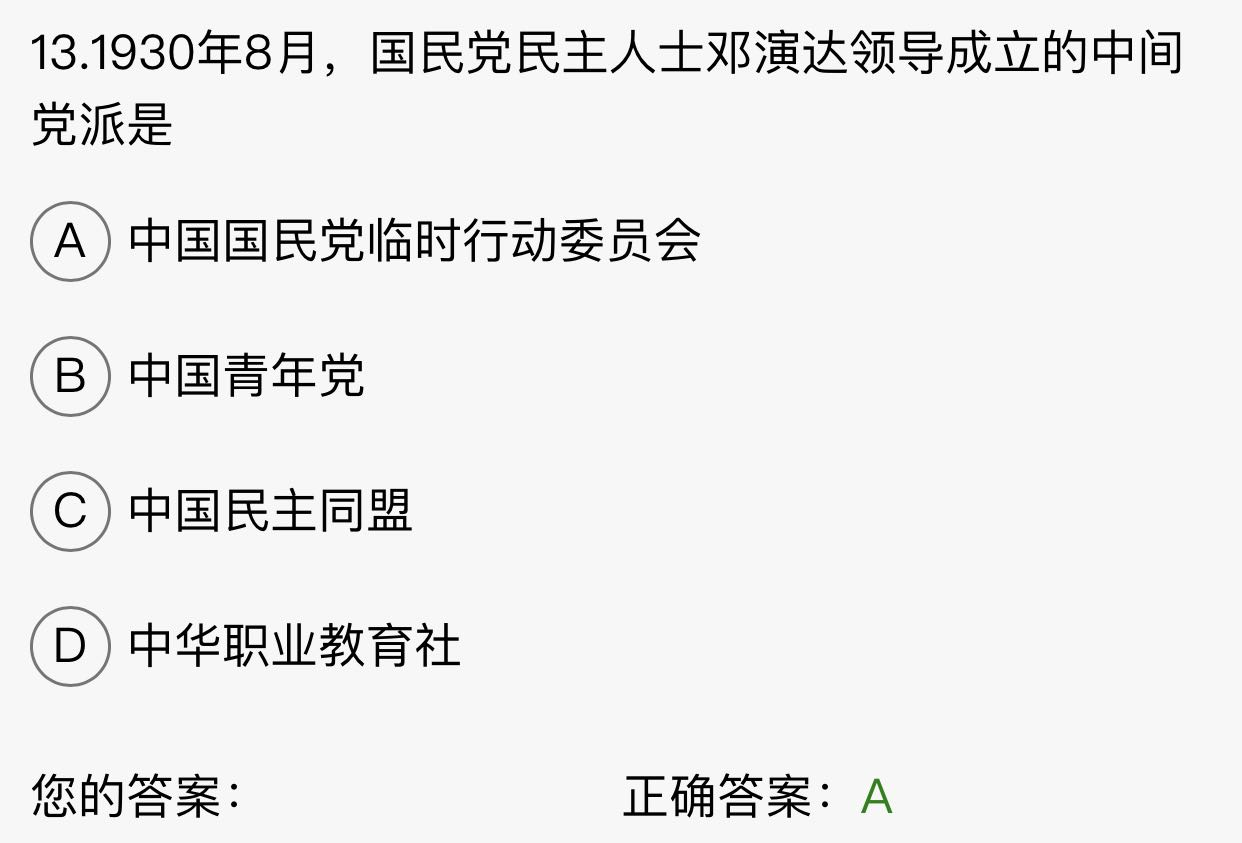 13.1930年8月，国民党民主人士邓演达领导成立的中间
党派是
A 中国国民党临时行动委员会
B 中国青年党
C 中国民主同盟
D 中华职业教育社
您的答案： 正确答案：A